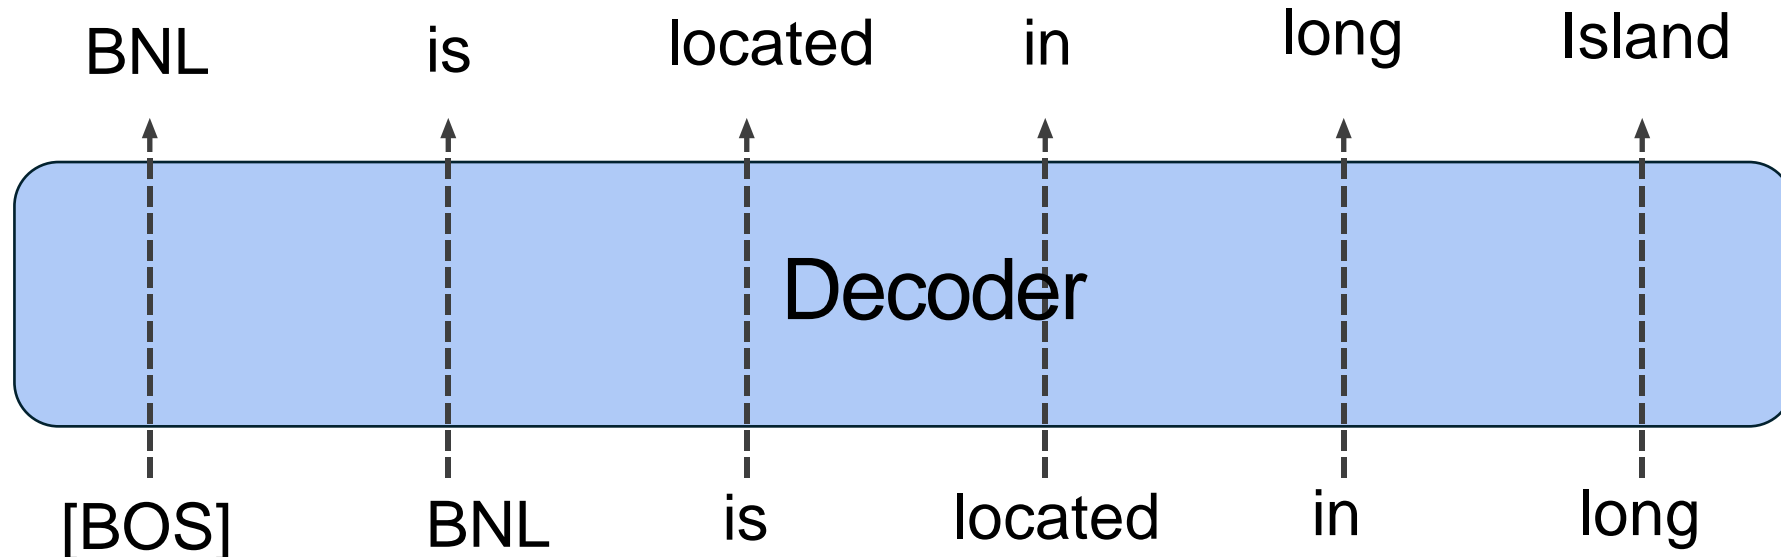 BNL is located in long Island
Decoder
[BOS] BNL is located in long